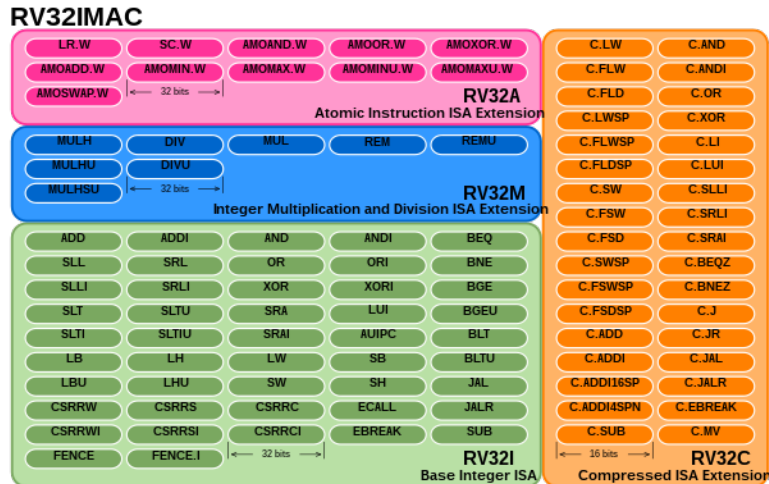 RV32IMAC
LR.W SC.W AMOAND.W AMOOR.W AMOXOR.W
AMOADD.W AMOMIN.W AMOMAX.W AMOMINU.W AMOMAXU.W
AMOSWAP.W 32 bits
RV32A
Atomic Instruction ISA Extension
MULH DIV MUL REM REMU
MULHU DIVU
MULHSU 32 bits
RV32M
Integer Multiplication and Division ISA Extension
ADD ADDI AND ANDI BEQ
SLL SRL OR ORI BNE
SLLI SRLI XOR XORI BGE
SLT SLTU SRA LUI BGEU
SLTI SLTIU SRAI AUIPC BLT
LB LH LW SB BLTU
LBU LHU SW SH JAL
CSRRW CSRRS CSRRC ECALL JALR
CSRRWI CSRRSI CSRRCI EBREAK SUB
FENCE FENCE.I 32 bits
RV32I
Base Integer ISA
C.LW C.AND
C.FLW C.ANDI
C.FLD C.OR
C.LWSP C.XOR
C.FLWSP C.LI
C.FLDSP C.LUI
C.SW C.SLLI
C.FSW C.SRLI
C.FSD C.SRAI
C.SWSP C.BEQZ
C.FSWSP C.BNEZ
C.FSDSP C.J
C.ADD C.JR
C.ADDI C.JAL
C.ADDI16SP C.JALR
C.ADDI4SPN C.EBREAK
C.SUB C.MV
16 bits
RV32C
Compressed ISA Extension